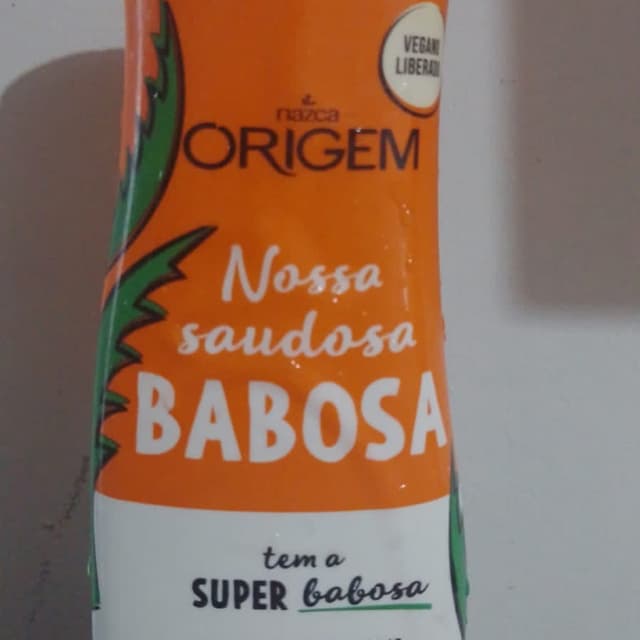 VEGANO
LIBERADO
nazca
ORIGEM
Nossa
saudosa
BABOSA
tem a
SUPER babosa